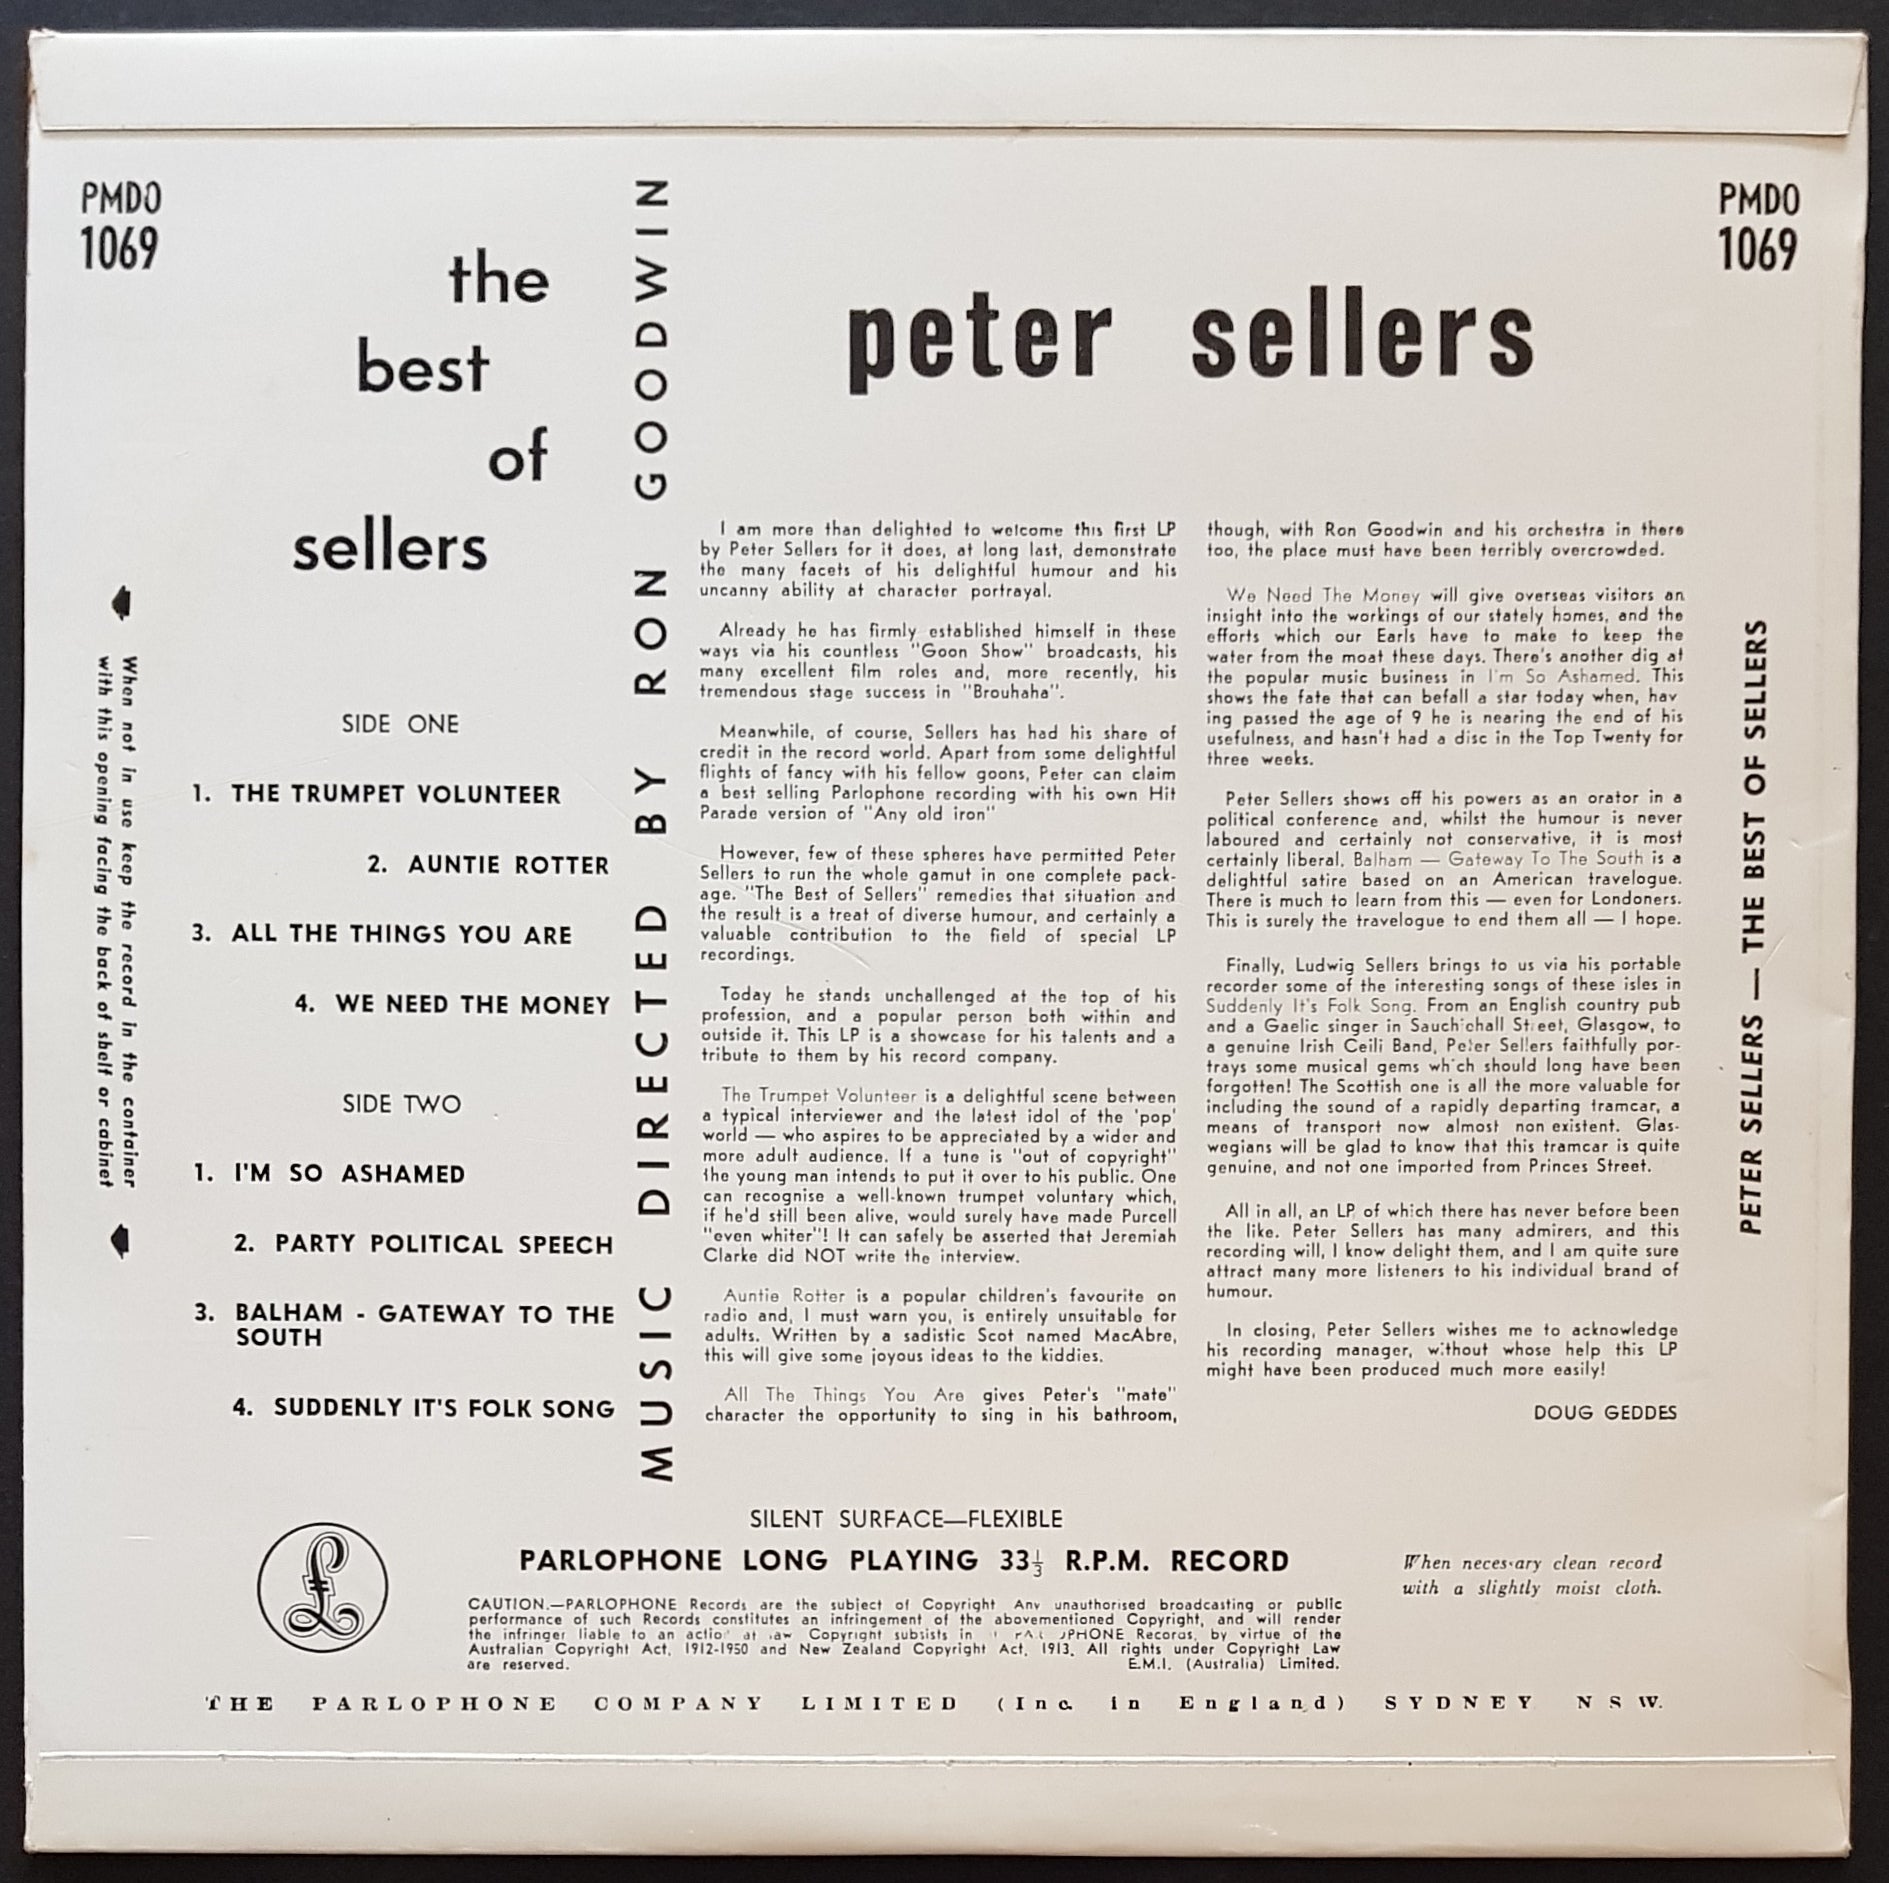 PMDO
1069
the
best
of
sellers
SIDE ONE
1. THE TRUMPET VOLUNTEER
2. AUNTIE ROTTER
3. ALL THE THINGS YOU ARE
4. WE NEED THE MONEY
SIDE TWO
1. I'M SO ASHAMED
2. PARTY POLITICAL SPEECH
3. BALHAM - GATEWAY TO THE
SOUTH
4. SUDDENLY IT'S FOLK SONG
When not in use keep the record in the container
with this opening facing the back of shelf or cabinet
MUSIC DIRECTED BY RON GOODWIN
peter sellers
PMDO
1069
I am more than delighted to welcome this first LP
by Peter Sellers for it does, at long last, demonstrate
the many facets of his delightful humour and his
uncanny ability at character portrayal.
Already he has firmly established himself in these
ways via his countless "Goon Show" broadcasts, his
many excellent film roles and, more recently, his
tremendous stage success in "Brouhaha".
Meanwhile, of course, Sellers has had his share of
credit in the record world. Apart from some delightful
flights of fancy with his fellow goons, Peter can claim
a best selling Parlophone recording with his own Hit
Parade version of "Any old iron"
However, few of these spheres have permitted Peter
Sellers to run the whole gamut in one complete pack-
age. "The Best of Sellers" remedies that situation and
the result is a treat of diverse humour, and certainly a
valuable contribution to the field of special LP
recordings.
Today he stands unchallenged at the top of his
profession, and a popular person both within and
outside it. This LP is a showcase for his talents and a
tribute to them by his record company.
The Trumpet Volunteer is a delightful scene between
a typical interviewer and the latest idol of the 'pop'
world — who aspires to be appreciated by a wider and
more adult audience. If a tune is "out of copyright"
the young man intends to put it over to his public. One
can recognise a well-known trumpet voluntary which,
if he'd still been alive, would surely have made Purcell
"even whiter"! It can safely be asserted that Jeremiah
Clarke did NOT write the interview.
Auntie Rotter is a popular children's favourite on
radio and, I must warn you, is entirely unsuitable for
adults. Written by a sadistic Scot named MacAbre,
this will give some joyous ideas to the kiddies.
All The Things You Are gives Peter's "mate"
character the opportunity to sing in his bathroom,
though, with Ron Goodwin and his orchestra in there
too, the place must have been terribly overcrowded.
We Need The Money will give overseas visitors an
insight into the workings of our stately homes, and the
efforts which our Earls have to make to keep the
water from the moat these days. There's another dig at
the popular music business in I'm So Ashamed. This
shows the fate that can befall a star today when, hav
ing passed the age of 9 he is nearing the end of his
usefulness, and hasn't had a disc in the Top Twenty for
three weeks.
Peter Sellers shows off his powers as an orator in a
political conference and, whilst the humour is never
laboured and certainly not conservative, it is most
certainly liberal. Balham — Gateway To The South is a
delightful satire based on an American travelogue.
There is much to learn from this — even for Londoners.
This is surely the travelogue to end them all — I hope.
Finally, Ludwig Sellers brings to us via his portable
recorder some of the interesting songs of these isles in
Suddenly It's Folk Song. From an English country pub
and a Gaelic singer in Sauchiehall Street, Glasgow, to
a genuine Irish Ceili Band, Peter Sellers faithfully por-
trays some musical gems which should long have been
forgotten! The Scottish one is all the more valuable for
including the sound of a rapidly departing tramcar, a
means of transport now almost non existent. Glas-
wegians will be glad to know that this tramcar is quite
genuine, and not one imported from Princes Street.
All in all, an LP of which there has never before been
the like. Peter Sellers has many admirers, and this
recording will, I know delight them, and I am quite sure
attract many more listeners to his individual brand of
humour.
In closing, Peter Sellers wishes me to acknowledge
his recording manager, without whose help this LP
might have been produced much more easily!
DOUG GEDDES
PETER SELLERS — THE BEST OF SELLERS
SILENT SURFACE—FLEXIBLE
PARLOPHONE LONG PLAYING 33⅓ R.P.M. RECORD
When necessary clean record
with a slightly moist cloth.
£
CAUTION.—PARLOPHONE Records are the subject of Copyright Any unauthorised broadcasting or public
performance of such Records constitutes an infringement of the abovementioned Copyright, and will render
the infringer liable to an action at law Copyright subsists in PARLOPHONE Records, by virtue of the
Australian Copyright Act, 1912-1950 and New Zealand Copyright Act, 1913. All rights under Copyright Law
are reserved. E.M.I. (Australia) Limited.
THE PARLOPHONE COMPANY LIMITED (Inc. in England) SYDNEY N S W.